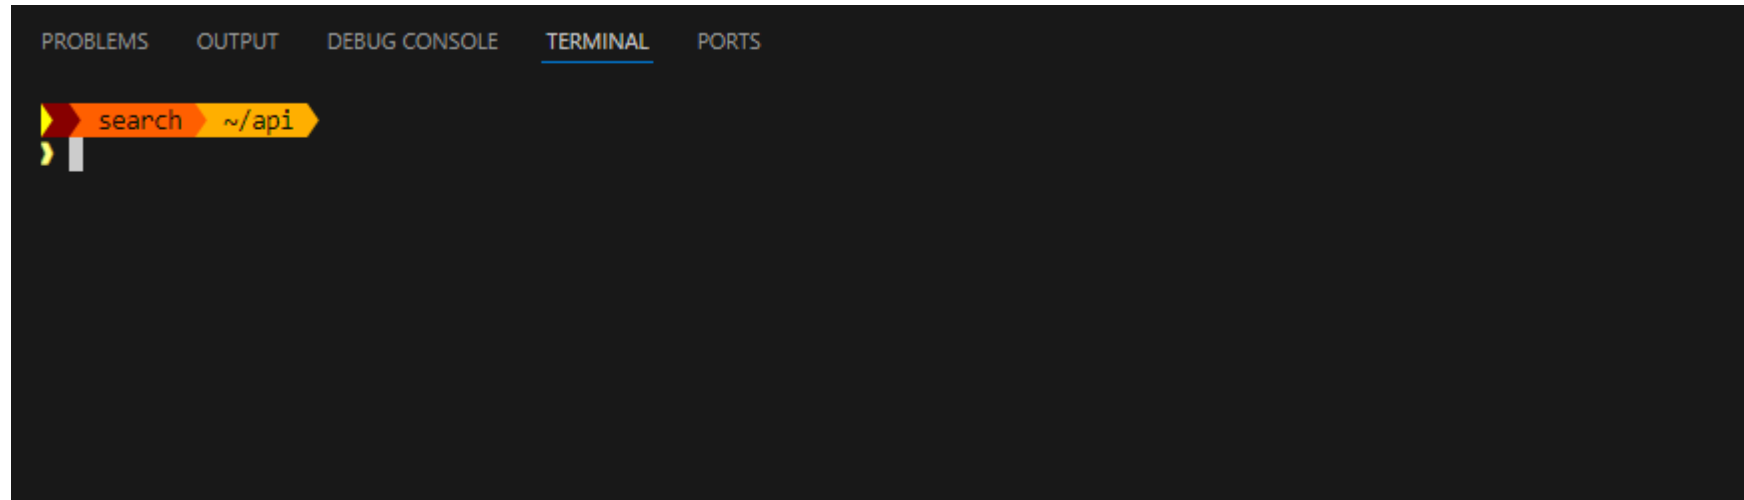 PROBLEMS OUTPUT DEBUG CONSOLE TERMINAL PORTS
search ~/api
❯